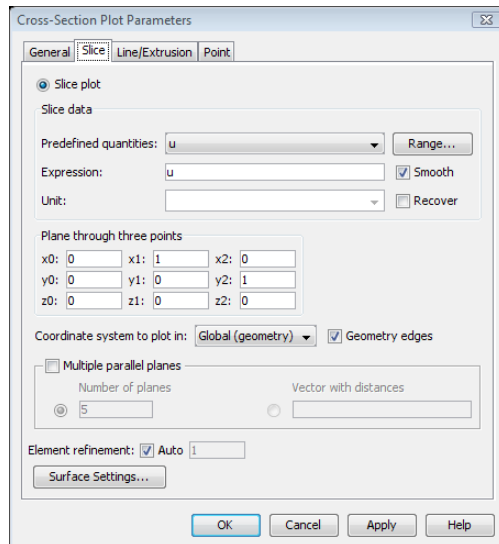 Cross-Section Plot Parameters
General Slice Line/Extrusion Point
Slice plot
Slice data
Predefined quantities: u Range...
Expression: u Smooth
Unit: Recover
Plane through three points
x0: 0 x1: 1 x2: 0
y0: 0 y1: 0 y2: 1
z0: 0 z1: 0 z2: 0
Coordinate system to plot in: Global (geometry) Geometry edges
Multiple parallel planes
Number of planes Vector with distances
5
Element refinement: Auto 1
Surface Settings...
OK Cancel Apply Help